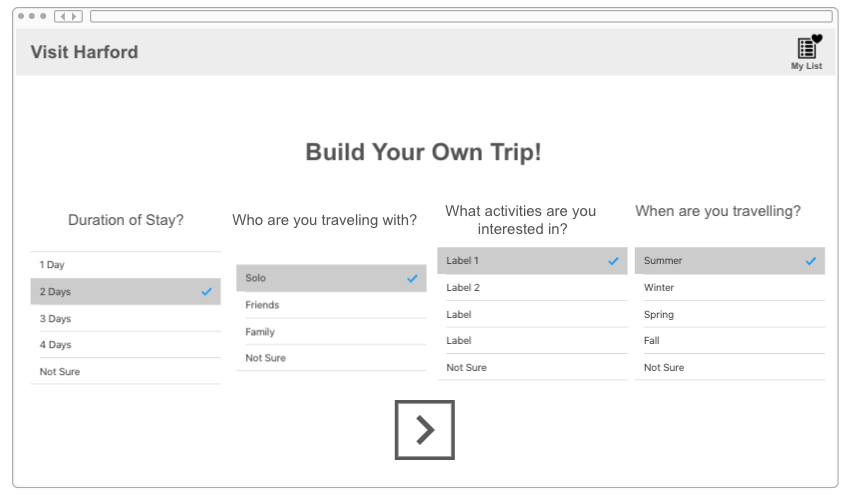 Visit Harford
My List
Build Your Own Trip!
Duration of Stay?
1 Day
2 Days
3 Days
4 Days
Not Sure
Who are you traveling with?
Solo
Friends
Family
Not Sure
What activities are you
interested in?
Label 1
Label 2
Label
Label
Not Sure
When are you travelling?
Summer
Winter
Spring
Fall
Not Sure